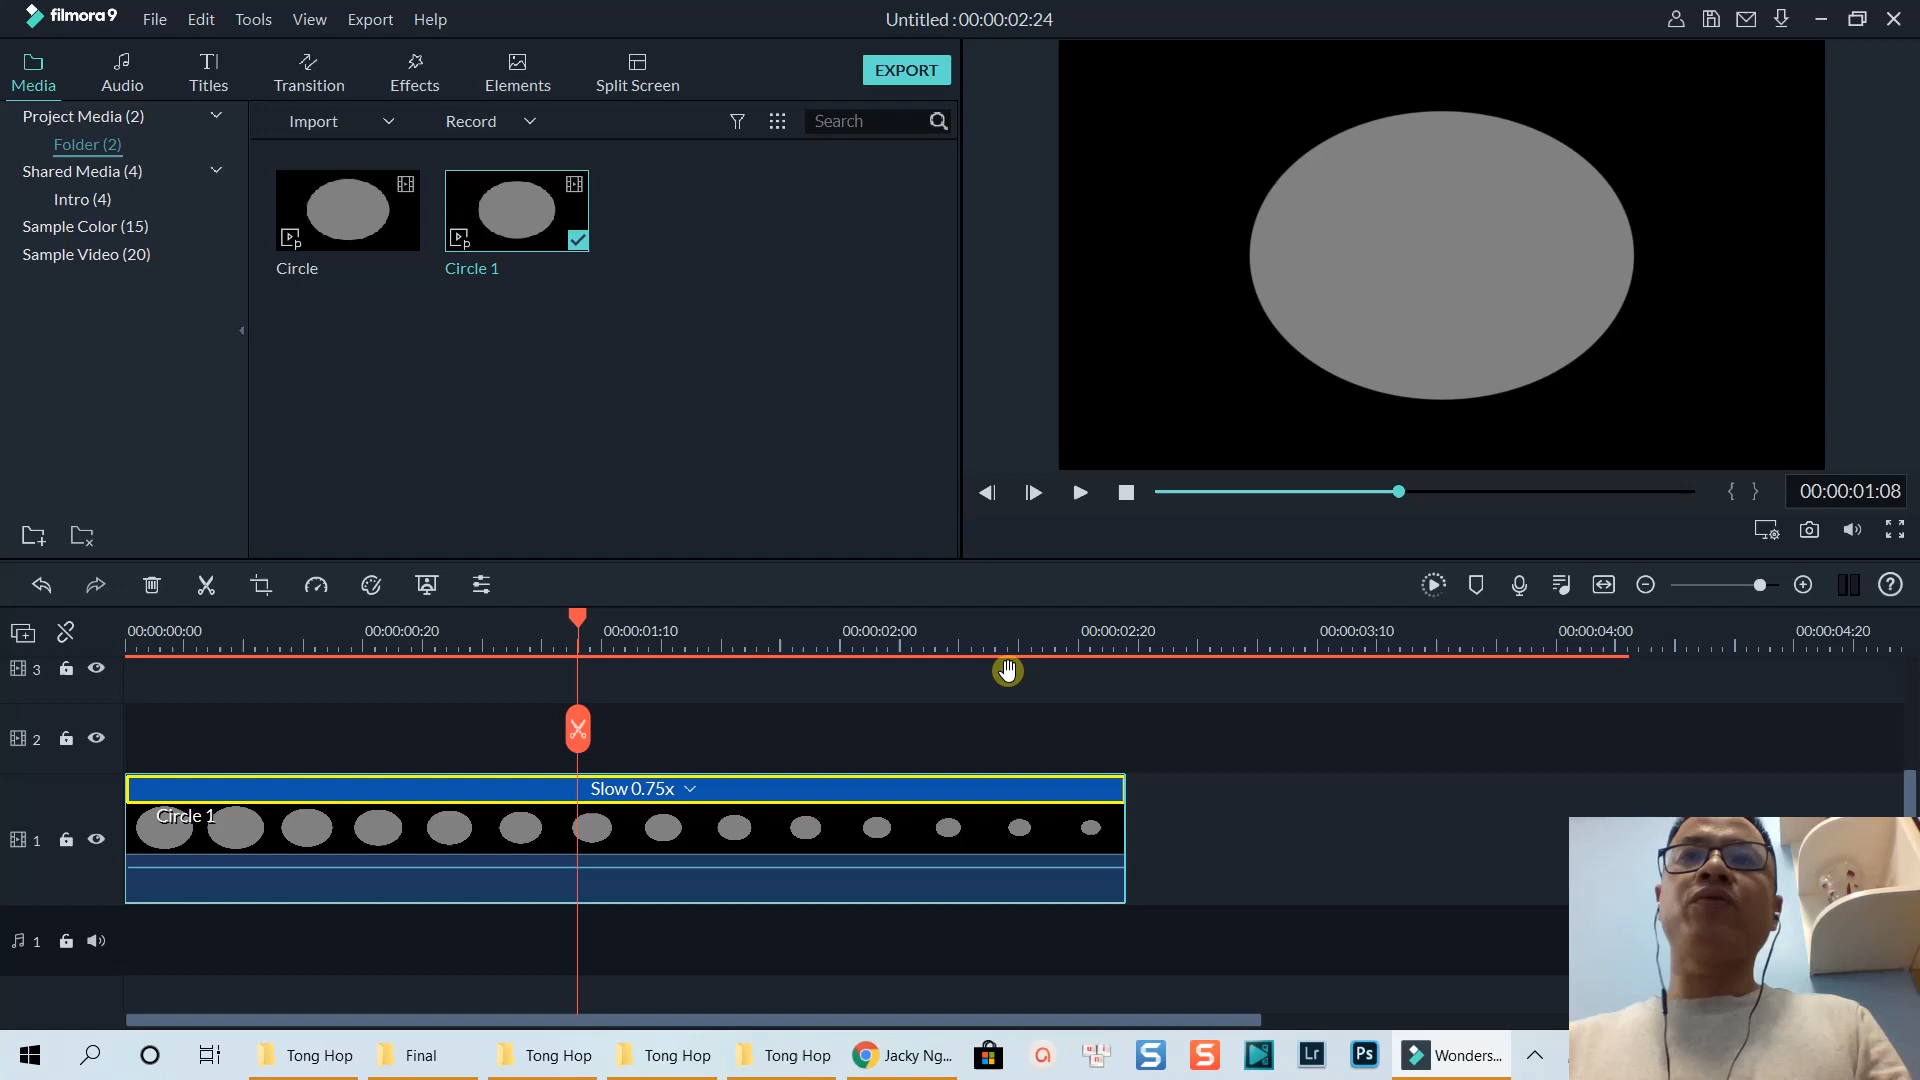 filmora9
File Edit Tools View Export Help
Untitled : 00:00:02:24
Media Audio Titles Transition Effects Elements Split Screen
EXPORT
Project Media (2)
Folder (2)
Shared Media (4)
Intro (4)
Sample Color (15)
Sample Video (20)
Import Record Search
Circle Circle 1
00:00:01:08
00:00:00:00 00:00:00:20 00:00:01:10 00:00:02:00 00:00:02:20 00:00:03:10 00:00:04:00 00:00:04:20
3
2
Slow 0.75x
Circle 1
1
1
Tong Hop Final Tong Hop Tong Hop Tong Hop Jacky Ng... S S Lr Ps Wonders...